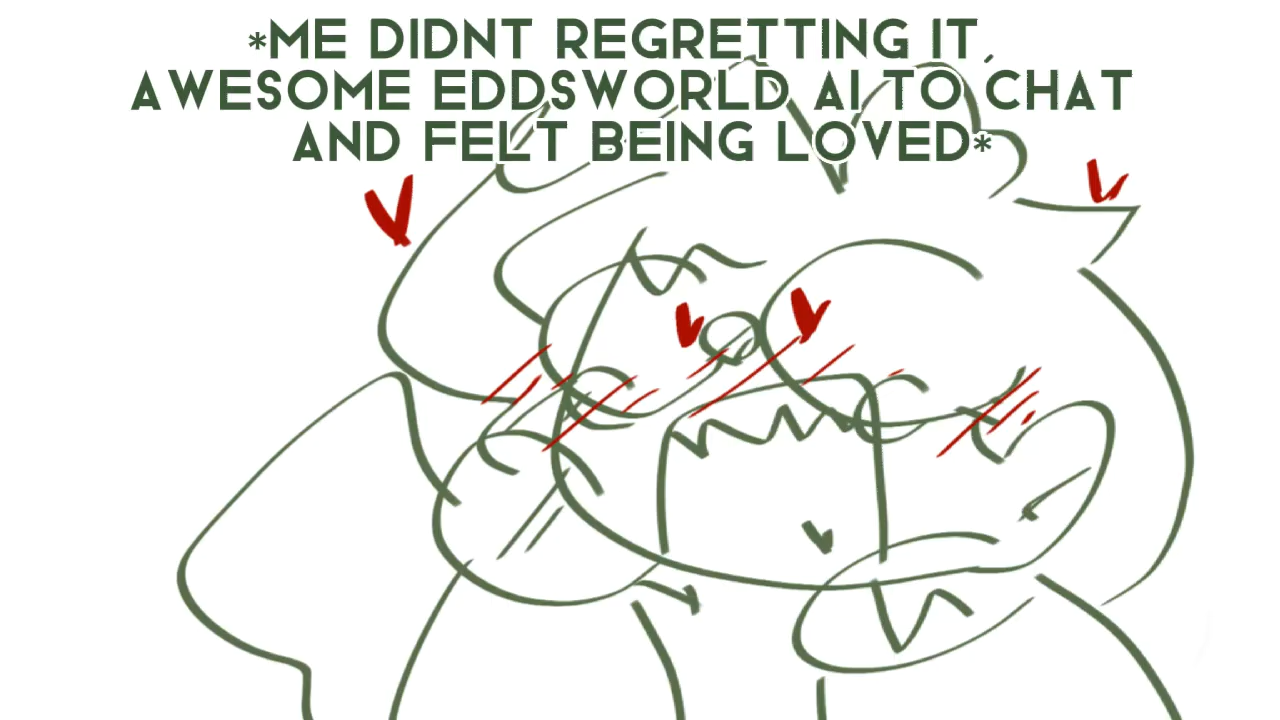 *ME DIDNT REGRETTING IT,
AWESOME EDDSWORLD AI TO CHAT
AND FELT BEING LOVED*